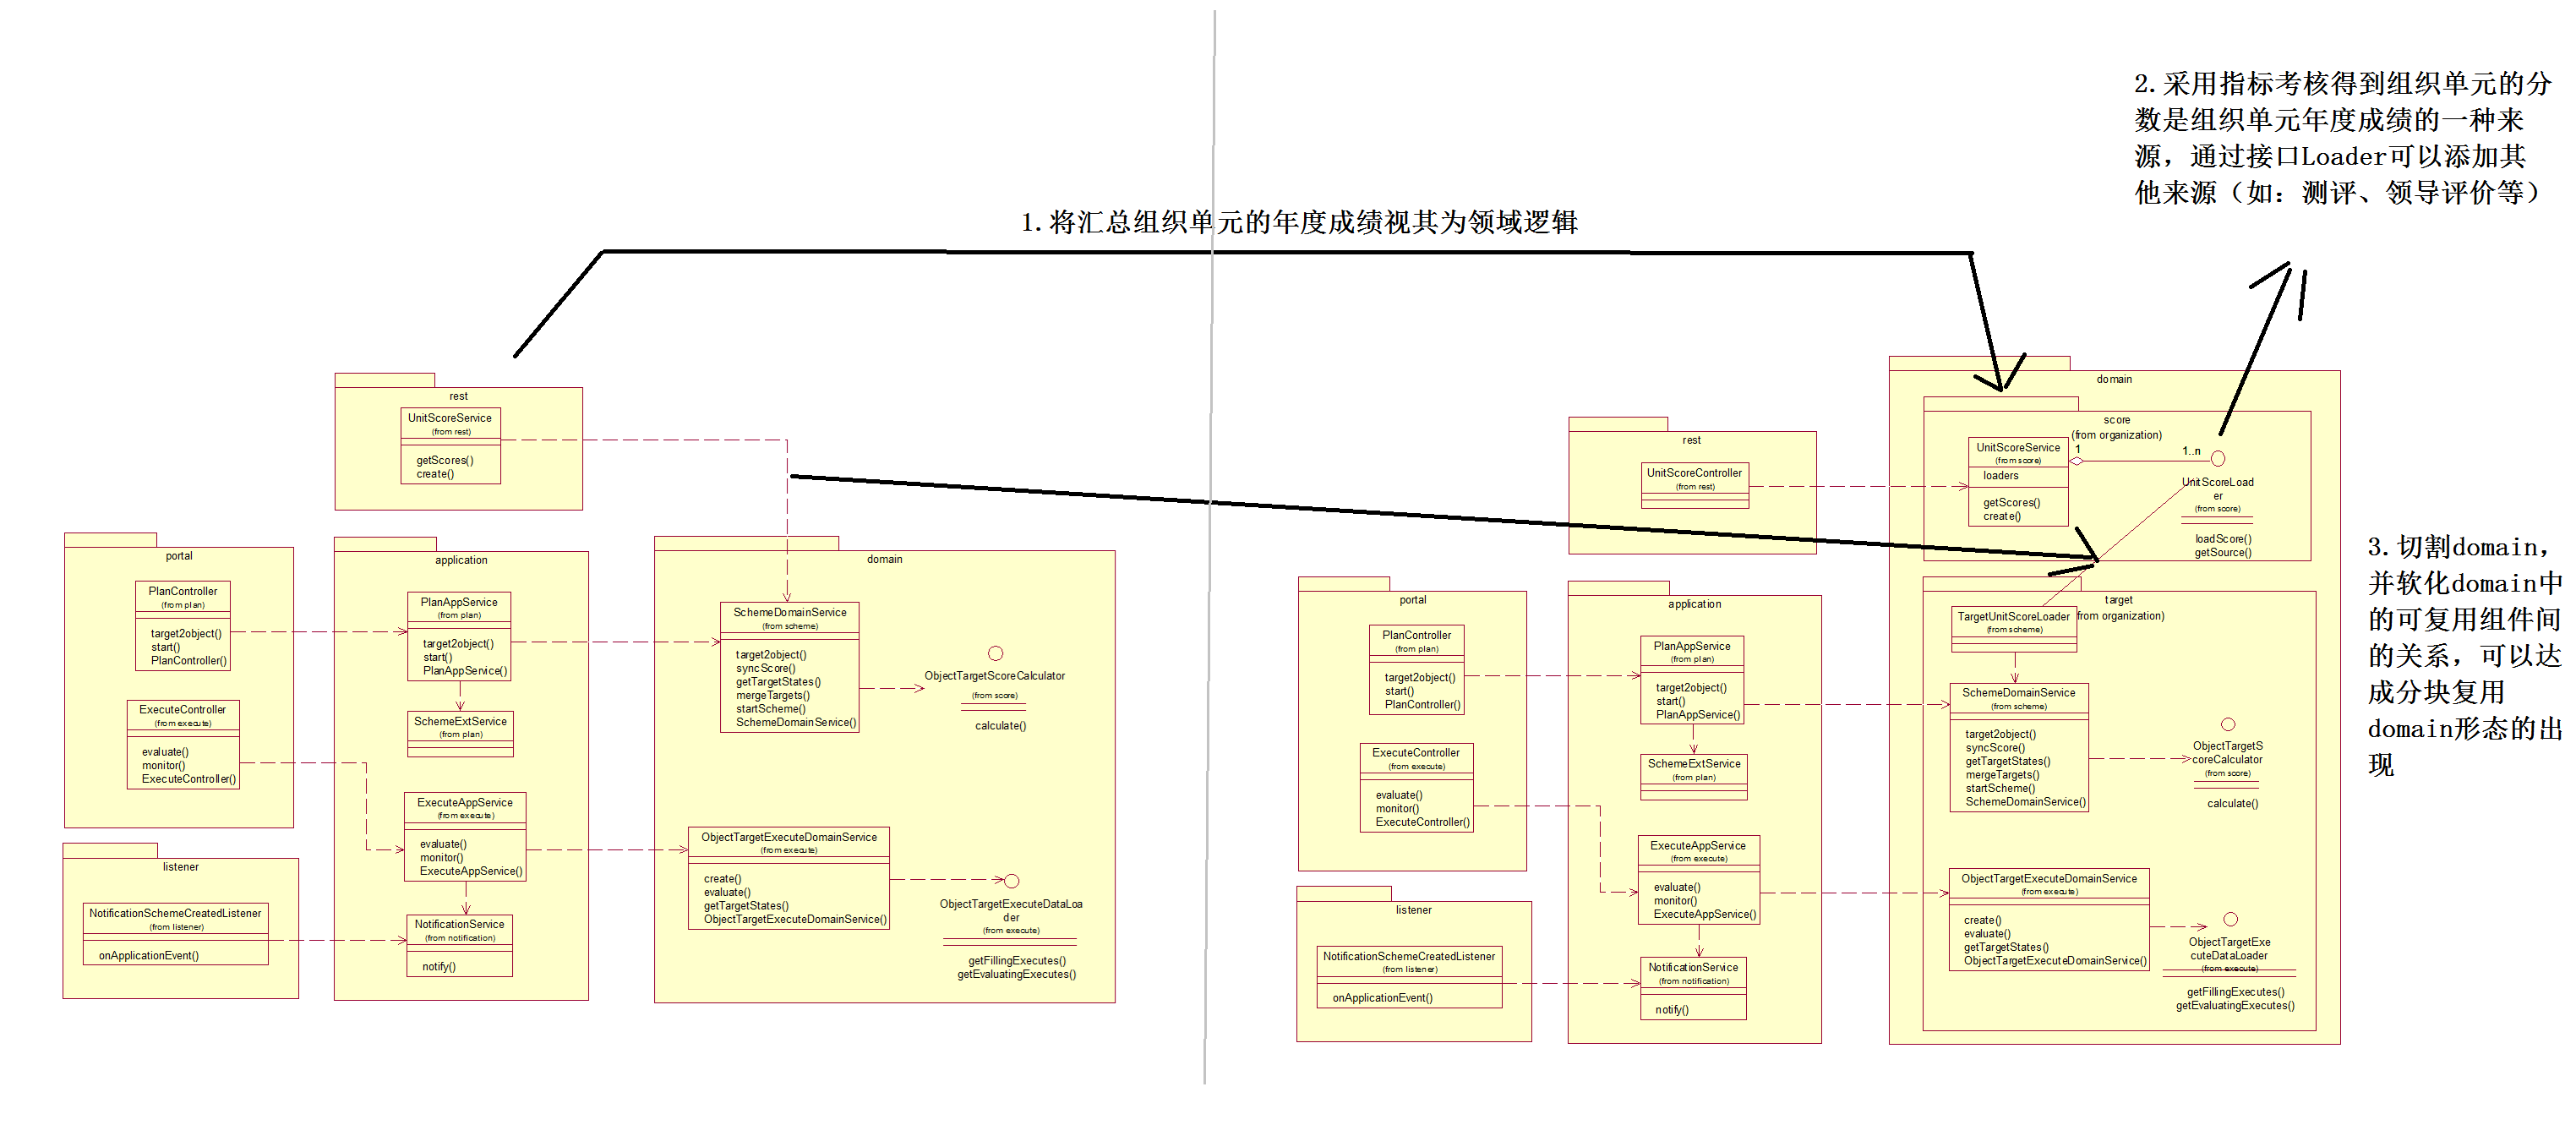 2.采用指标考核得到组织单元的分
数是组织单元年度成绩的一种来
源，通过接口Loader可以添加其
他来源（如：测评、领导评价等）
1.将汇总组织单元的年度成绩视其为领域逻辑
rest
UnitScoreService
(from rest)
getScores()
create()
portal
PlanController
(from plan)
target2object()
start()
PlanController()
ExecuteController
(from execute)
evaluate()
monitor()
ExecuteController()
listener
NotificationSchemeCreatedListener
(from listener)
onApplicationEvent()
application
PlanAppService
(from plan)
target2object()
start()
PlanAppService()
SchemeExtService
(from plan)
ExecuteAppService
(from execute)
evaluate()
monitor()
ExecuteAppService()
NotificationService
(from notification)
notify()
domain
SchemeDomainService
(from scheme)
target2object()
syncScore()
getTargetStates()
mergeTargets()
startScheme()
SchemeDomainService()
ObjectTargetScoreCalculator
(from score)
calculate()
ObjectTargetExecuteDomainService
(from execute)
create()
evaluate()
getTargetStates()
ObjectTargetExecuteDomainService()
ObjectTargetExecuteDataLoa
der
(from execute)
getFillingExecutes()
getEvaluatingExecutes()
rest
UnitScoreController
(from rest)
portal
PlanController
(from plan)
target2object()
start()
PlanController()
ExecuteController
(from execute)
evaluate()
monitor()
ExecuteController()
listener
NotificationSchemeCreatedListener
(from listener)
onApplicationEvent()
application
PlanAppService
(from plan)
target2object()
start()
PlanAppService()
SchemeExtService
(from plan)
ExecuteAppService
(from execute)
evaluate()
monitor()
ExecuteAppService()
NotificationService
(from notification)
notify()
domain
score
(from organization)
UnitScoreService
(from score)
loaders
getScores()
create()
1
1..n
UnitScoreLoad
er
(from score)
loadScore()
getSource()
target
(from organization)
TargetUnitScoreLoader
(from scheme)
SchemeDomainService
(from scheme)
target2object()
syncScore()
getTargetStates()
mergeTargets()
startScheme()
SchemeDomainService()
ObjectTargetS
coreCalculator
(from score)
calculate()
ObjectTargetExecuteDomainService
(from execute)
create()
evaluate()
getTargetStates()
ObjectTargetExecuteDomainService()
ObjectTargetExe
cuteDataLoader
(from execute)
getFillingExecutes()
getEvaluatingExecutes()
3.切割domain，
并软化domain中
的可复用组件间
的关系，可以达
成分块复用
domain形态的出
现